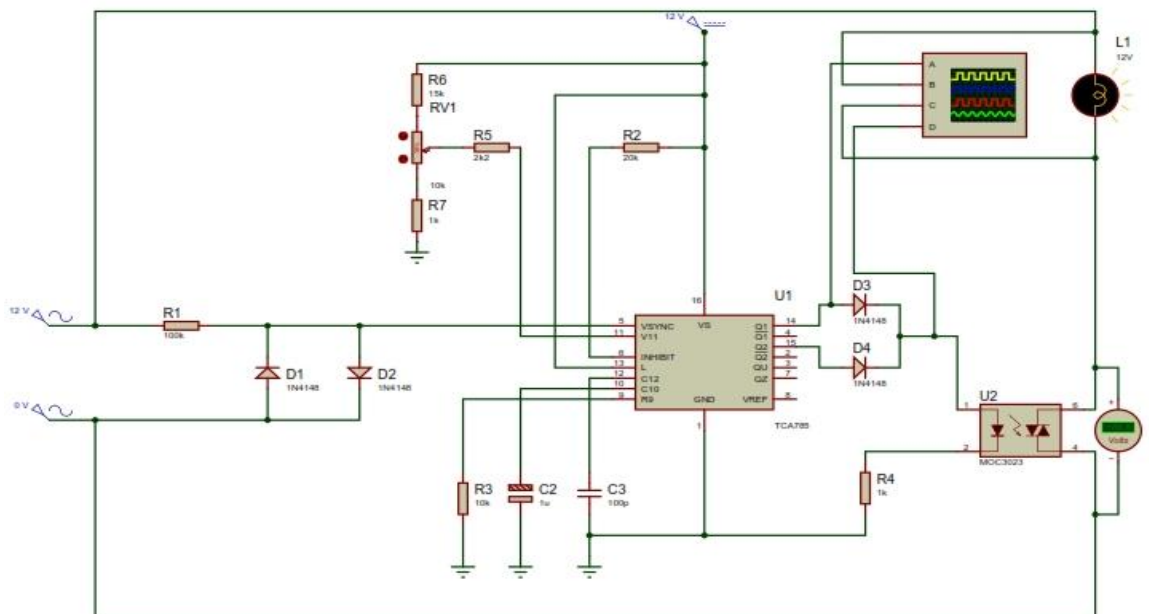 12 V
L1
12V
A
B
C
D
R6
15k
RV1
R5
2k2
R2
20k
10k
R7
1k
12 V
R1
100k
D1
1N4148
D2
1N4148
0 V
16
U1
5
VSYNC
VS
Q1
14
11
V11
Q1
4
6
INHIBIT
Q2
15
13
L
Q2
2
12
C12
QU
3
10
C10
QZ
7
9
R9
GND
VREF
8
1
TCA785
D3
1N4148
D4
1N4148
U2
1
6
2
4
MOC3023
+
Volts
R3
10k
C2
1u
C3
100p
R4
1k